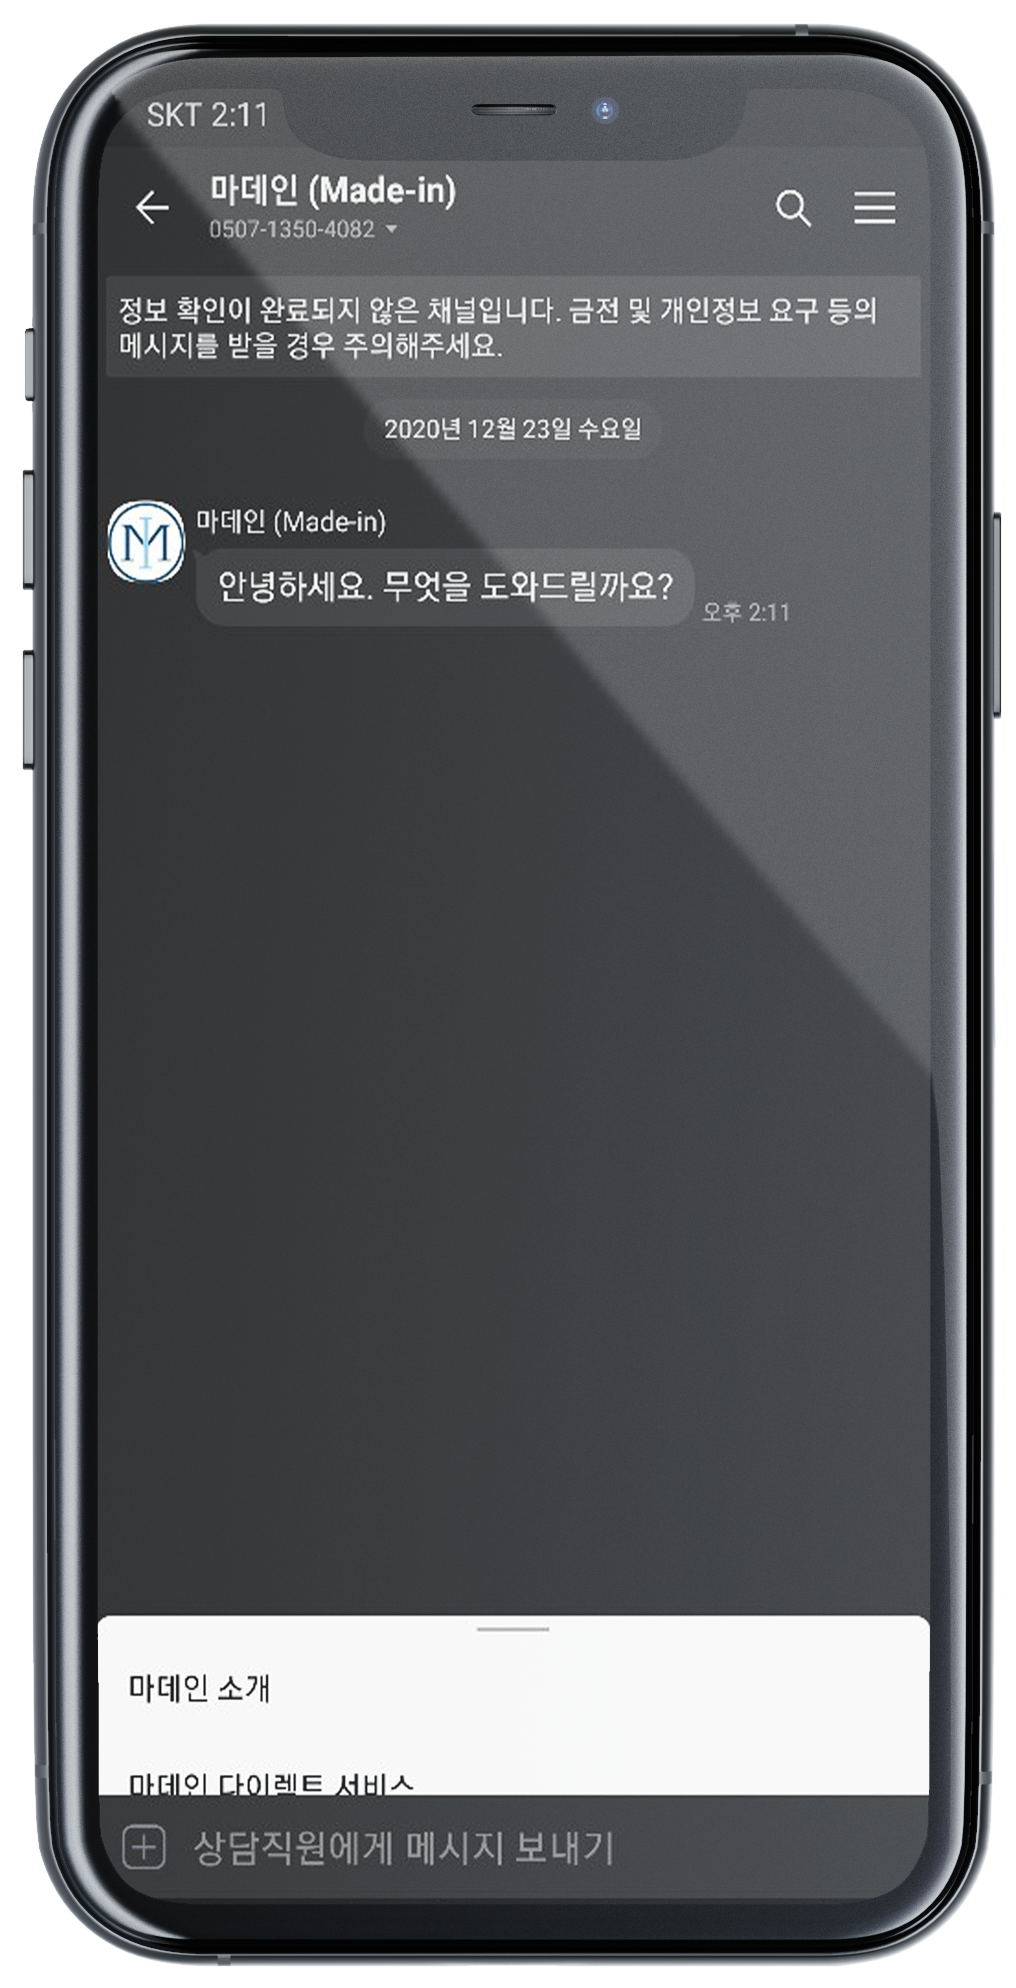 SKT 2:11
마데인 (Made-in)
0507-1350-4082
정보 확인이 완료되지 않은 채널입니다. 금전 및 개인정보 요구 등의
메시지를 받을 경우 주의해주세요.
2020년 12월 23일 수요일
마데인 (Made-in)
안녕하세요. 무엇을 도와드릴까요?
오후 2:11
마데인 소개
마데인 다이렉트 서비스
상담직원에게 메시지 보내기